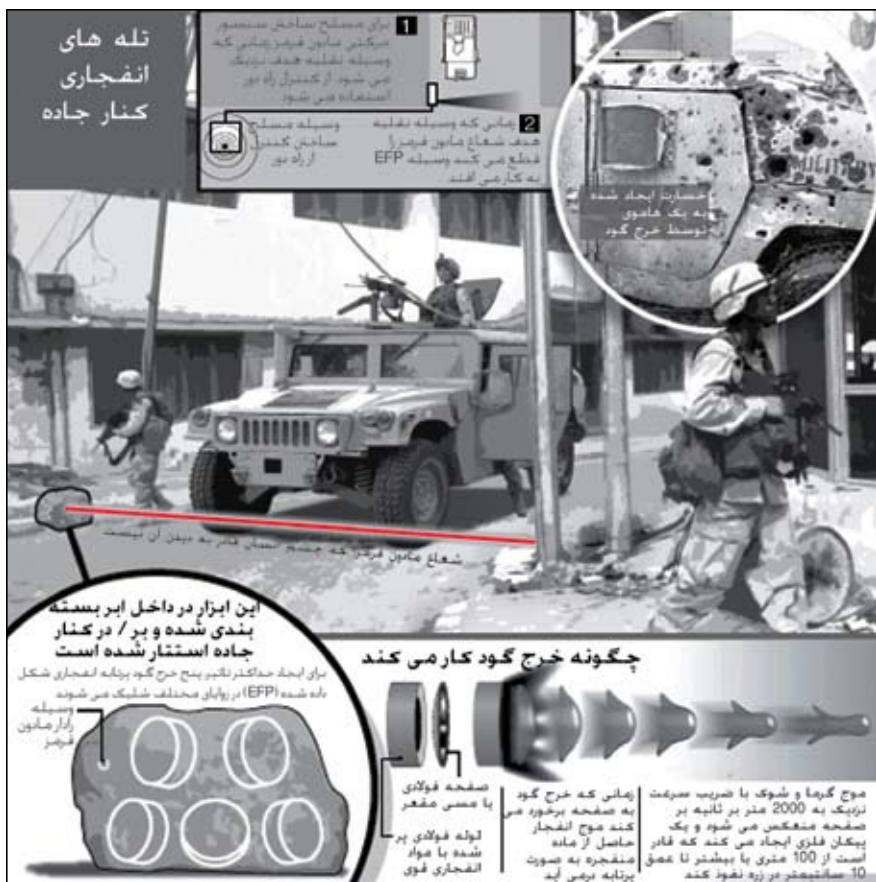 تله های
انفجاری
کنار جاده
1 برای مسلح ساختن سنسور
حرکتی مادون قرمز زمانی که
وسیله نقلیه هدف نزدیک
می شود از کنترل راه دور
استفاده می شود
2 زمانی که وسیله نقلیه
هدف شعاع مادون قرمز را
قطع می کند وسیله EFP
به کار می افتد
وسیله مسلح
ساختن کنترل
از راه دور
MILITARY
خسارت ایجاد شده
به یک هاموی
توسط خرج گود
شعاع مادون قرمز که چشم انسان قادر به دیدن آن نیست
این ابزار در داخل ابر بسته
بندی شده و بر / در کنار
جاده استتار شده است
برای ایجاد حداکثر تاثیر پنج خرج گود پرتابه انفجاری شکل
داده شده (EFP) در زوایای مختلف شلیک می شوند
وسیله
رادار مادون
قرمز
چگونه خرج گود کار می کند
صفحه فولادی
یا مسی مقعر
لوله فولادی پر
شده با مواد
انفجاری قوی
زمانی که خرج گود
به صفحه برخورد می
کند موج انفجار
حاصل از ماده
منفجره به صورت
پرتابه درمی آید
موج گرما و شوک با ضریب سرعت
نزدیک به 2000 متر بر ثانیه بر
صفحه منعکس می شود و یک
پیکان فلزی ایجاد می کند که قادر
است از 100 متری یا بیشتر تا عمق
10 سانتیمتر در زره نفوذ کند